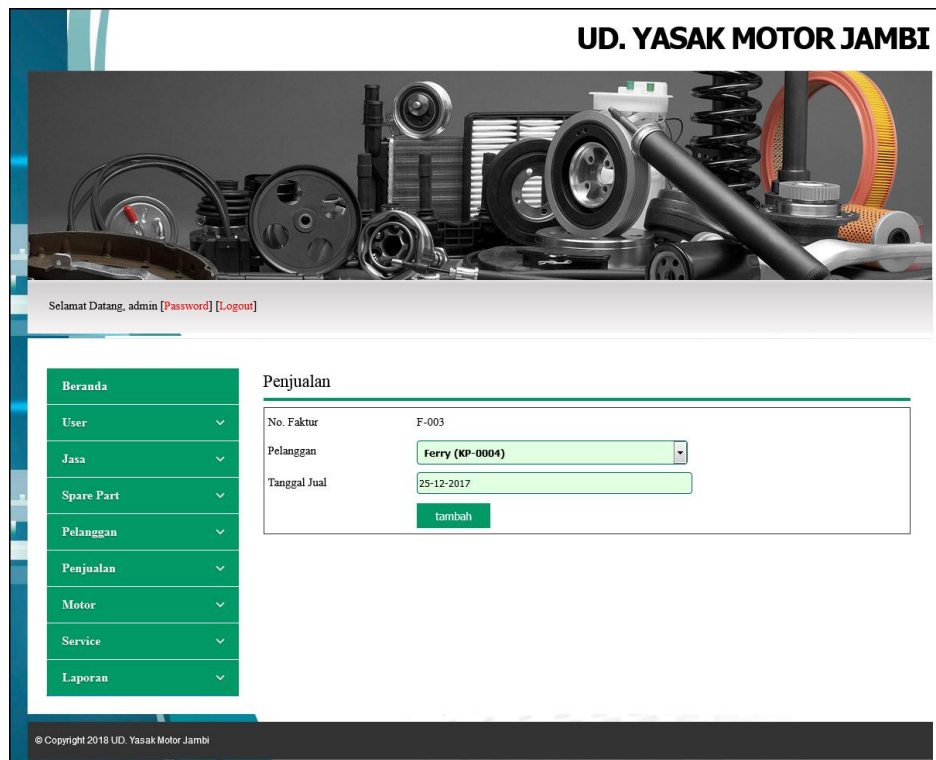 UD. YASAK MOTOR JAMBI
Selamat Datang, admin [Password] [Logout]
Beranda
User
Jasa
Spare Part
Pelanggan
Penjualan
Motor
Service
Laporan
Penjualan
No. Faktur F-003
Pelanggan Ferry (KP-0004)
Tanggal Jual 25-12-2017
tambah
© Copyright 2018 UD. Yasak Motor Jambi